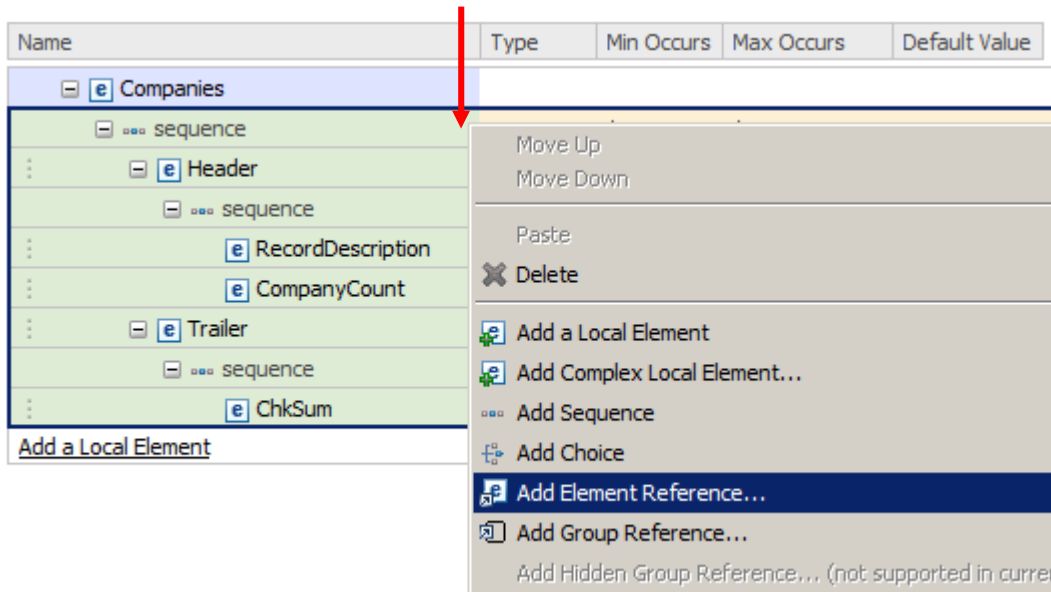 Name Type Min Occurs Max Occurs Default Value
e Companies
sequence
e Header
sequence
e RecordDescription
e CompanyCount
e Trailer
sequence
e ChkSum
Add a Local Element
Move Up
Move Down
Paste
Delete
Add a Local Element
Add Complex Local Element...
Add Sequence
Add Choice
Add Element Reference...
Add Group Reference...
Add Hidden Group Reference... (not supported in